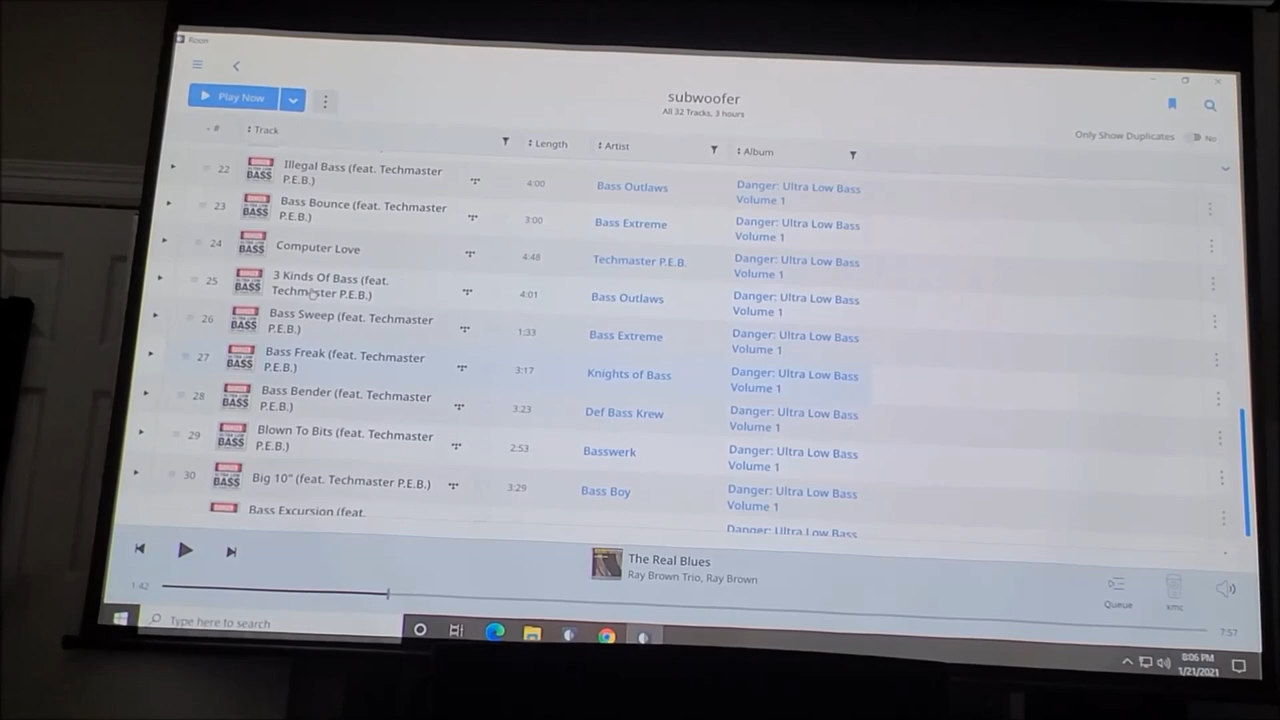 Roon
Play Now
subwoofer
All 32 Tracks, 3 hours
Only Show Duplicates No
# Track Length Artist Album
22 Illegal Bass (feat. Techmaster
P.E.B.) 4:00 Bass Outlaws Danger: Ultra Low Bass
Volume 1
23 Bass Bounce (feat. Techmaster
P.E.B.) 3:00 Bass Extreme Danger: Ultra Low Bass
Volume 1
24 Computer Love 4:48 Techmaster P.E.B. Danger: Ultra Low Bass
Volume 1
25 3 Kinds Of Bass (feat.
Techmaster P.E.B.) 4:01 Bass Outlaws Danger: Ultra Low Bass
Volume 1
26 Bass Sweep (feat. Techmaster
P.E.B.) 1:33 Bass Extreme Danger: Ultra Low Bass
Volume 1
27 Bass Freak (feat. Techmaster
P.E.B.) 3:17 Knights of Bass Danger: Ultra Low Bass
Volume 1
28 Bass Bender (feat. Techmaster
P.E.B.) 3:23 Def Bass Krew Danger: Ultra Low Bass
Volume 1
29 Blown To Bits (feat. Techmaster
P.E.B.) 2:53 Basswerk Danger: Ultra Low Bass
Volume 1
30 Big 10" (feat. Techmaster P.E.B.) 3:29 Bass Boy Danger: Ultra Low Bass
Volume 1
Bass Excursion (feat. Danger: Ultra Low Bass
The Real Blues
Ray Brown Trio, Ray Brown
1:42
Queue
xmc
7:57
Type here to search
8:06 PM
1/21/2021